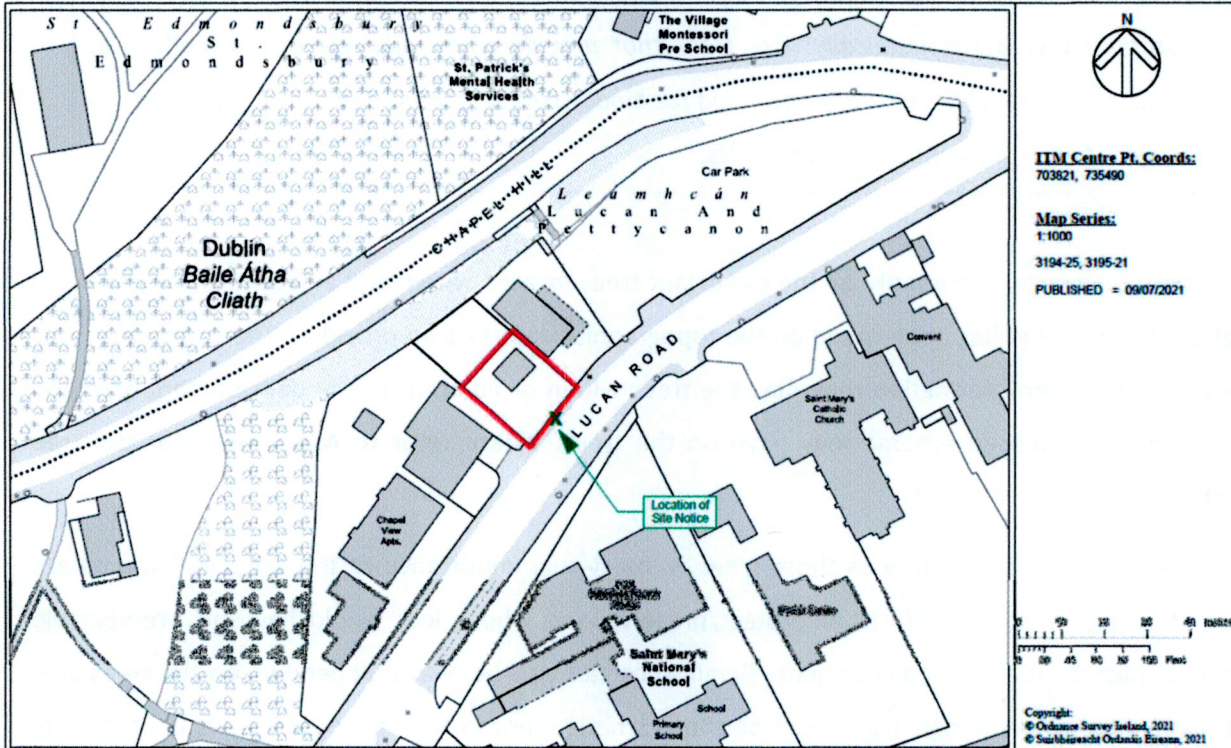 St Edmondsbury
St.
Edmondsbury
St. Patrick's
Mental Health
Services
The Village
Montessori
Pre School
CHAPEL HILL
Car Park
Leamhcán
Lucan And
Pettycanon
Dublin
Baile Átha
Cliath
LUCAN ROAD
Convent
Saint Mary's
Catholic
Church
X
Location of
Site Notice
Chapel
View
Apts.
Saint Mary's
National
School
Primary
School
School
N
ITM Centre Pt. Coords:
703821, 735490
Map Series:
1:1000
3194-25, 3195-21
PUBLISHED = 09/07/2021
Copyright:
© Ordnance Survey Ireland, 2021
© Suirbhéireacht Ordanáis Éireann, 2021